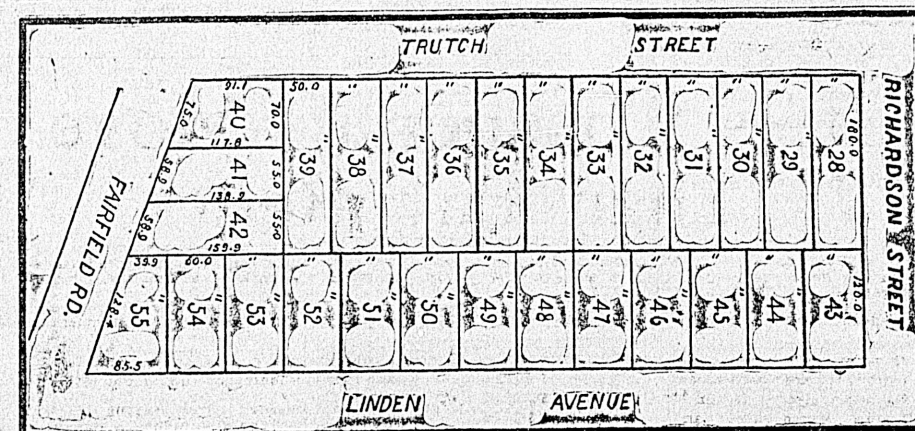 TRUTCH STREET
RICHARDSON STREET
FAIRFIELD RD.
LINDEN AVENUE
91.1
75.0
40
70.0
117.8
58.9
41
55.0
138.9
58.9
42
55.0
159.9
50.0
" " " " " " " " " " "
39 38 37 36 35 34 33 32 31 30 29 28
" " " " " " " " " " " 180.0
39.9 60.0 " " " " " " " " " " "
55 54 53 52 51 50 49 48 47 46 45 44 43
" " " " " " " " " " " " 120.0
85.5